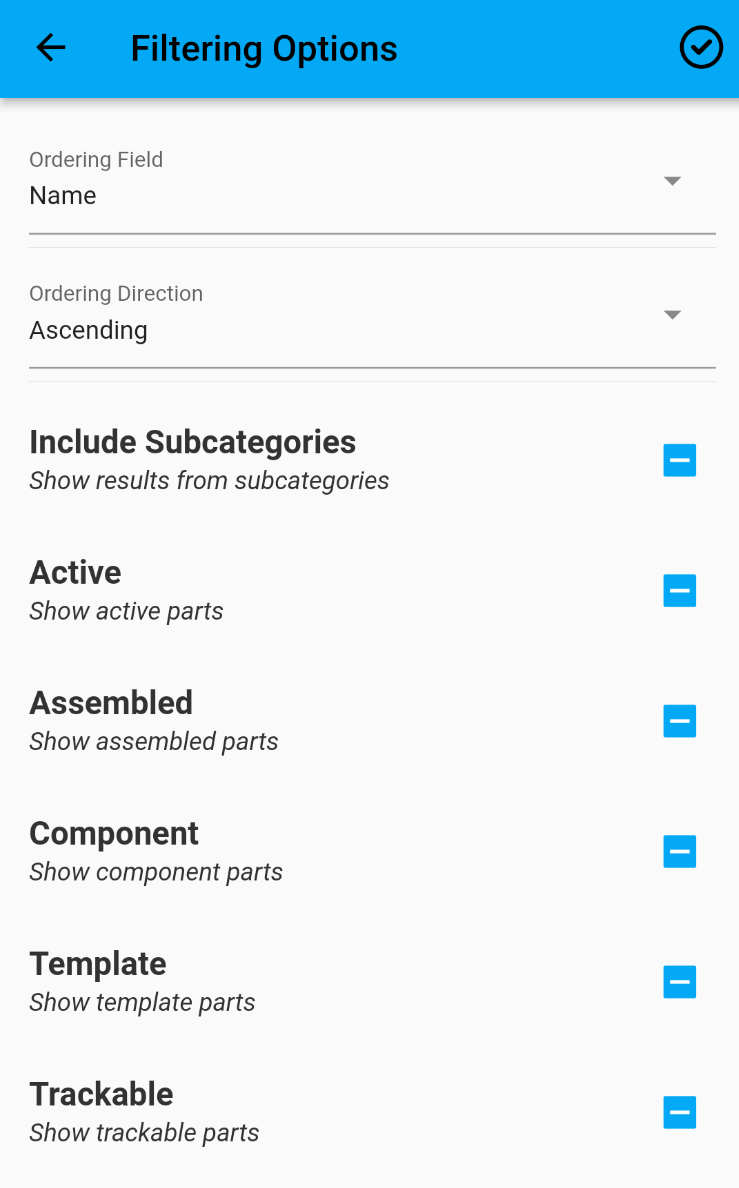 Filtering Options
Ordering Field
Name
Ordering Direction
Ascending
Include Subcategories
Show results from subcategories
Active
Show active parts
Assembled
Show assembled parts
Component
Show component parts
Template
Show template parts
Trackable
Show trackable parts